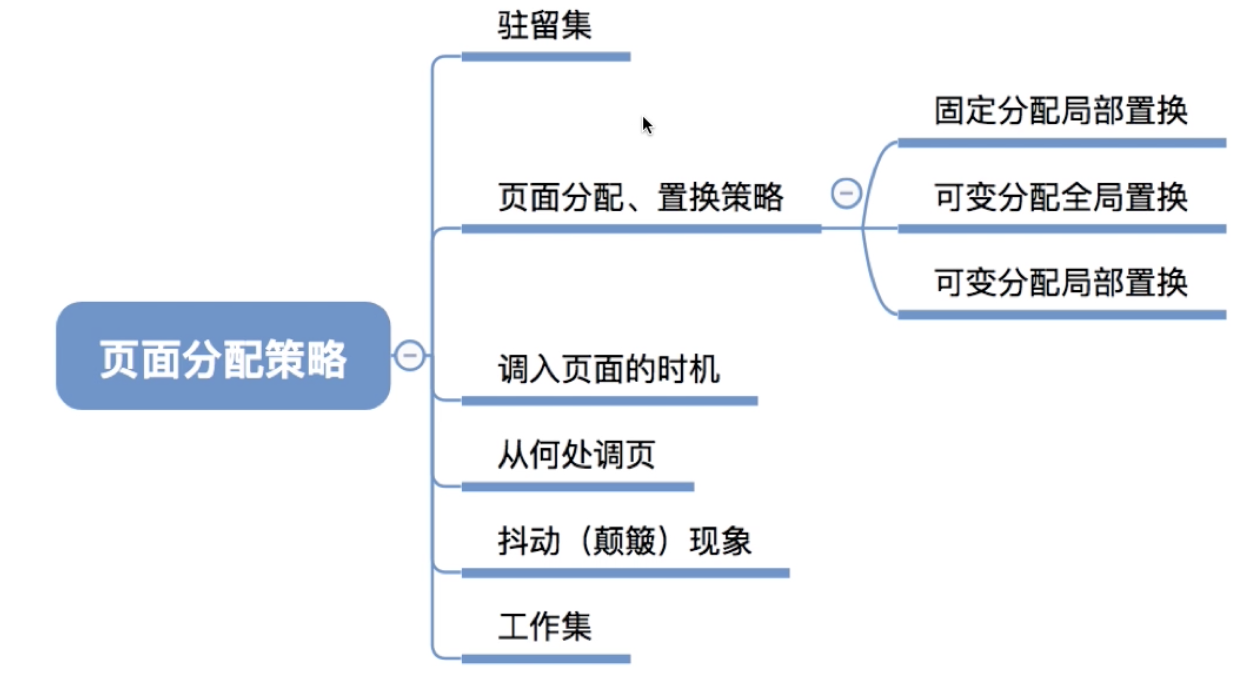 页面分配策略
驻留集
页面分配、置换策略
固定分配局部置换
可变分配全局置换
可变分配局部置换
调入页面的时机
从何处调页
抖动（颠簸）现象
工作集